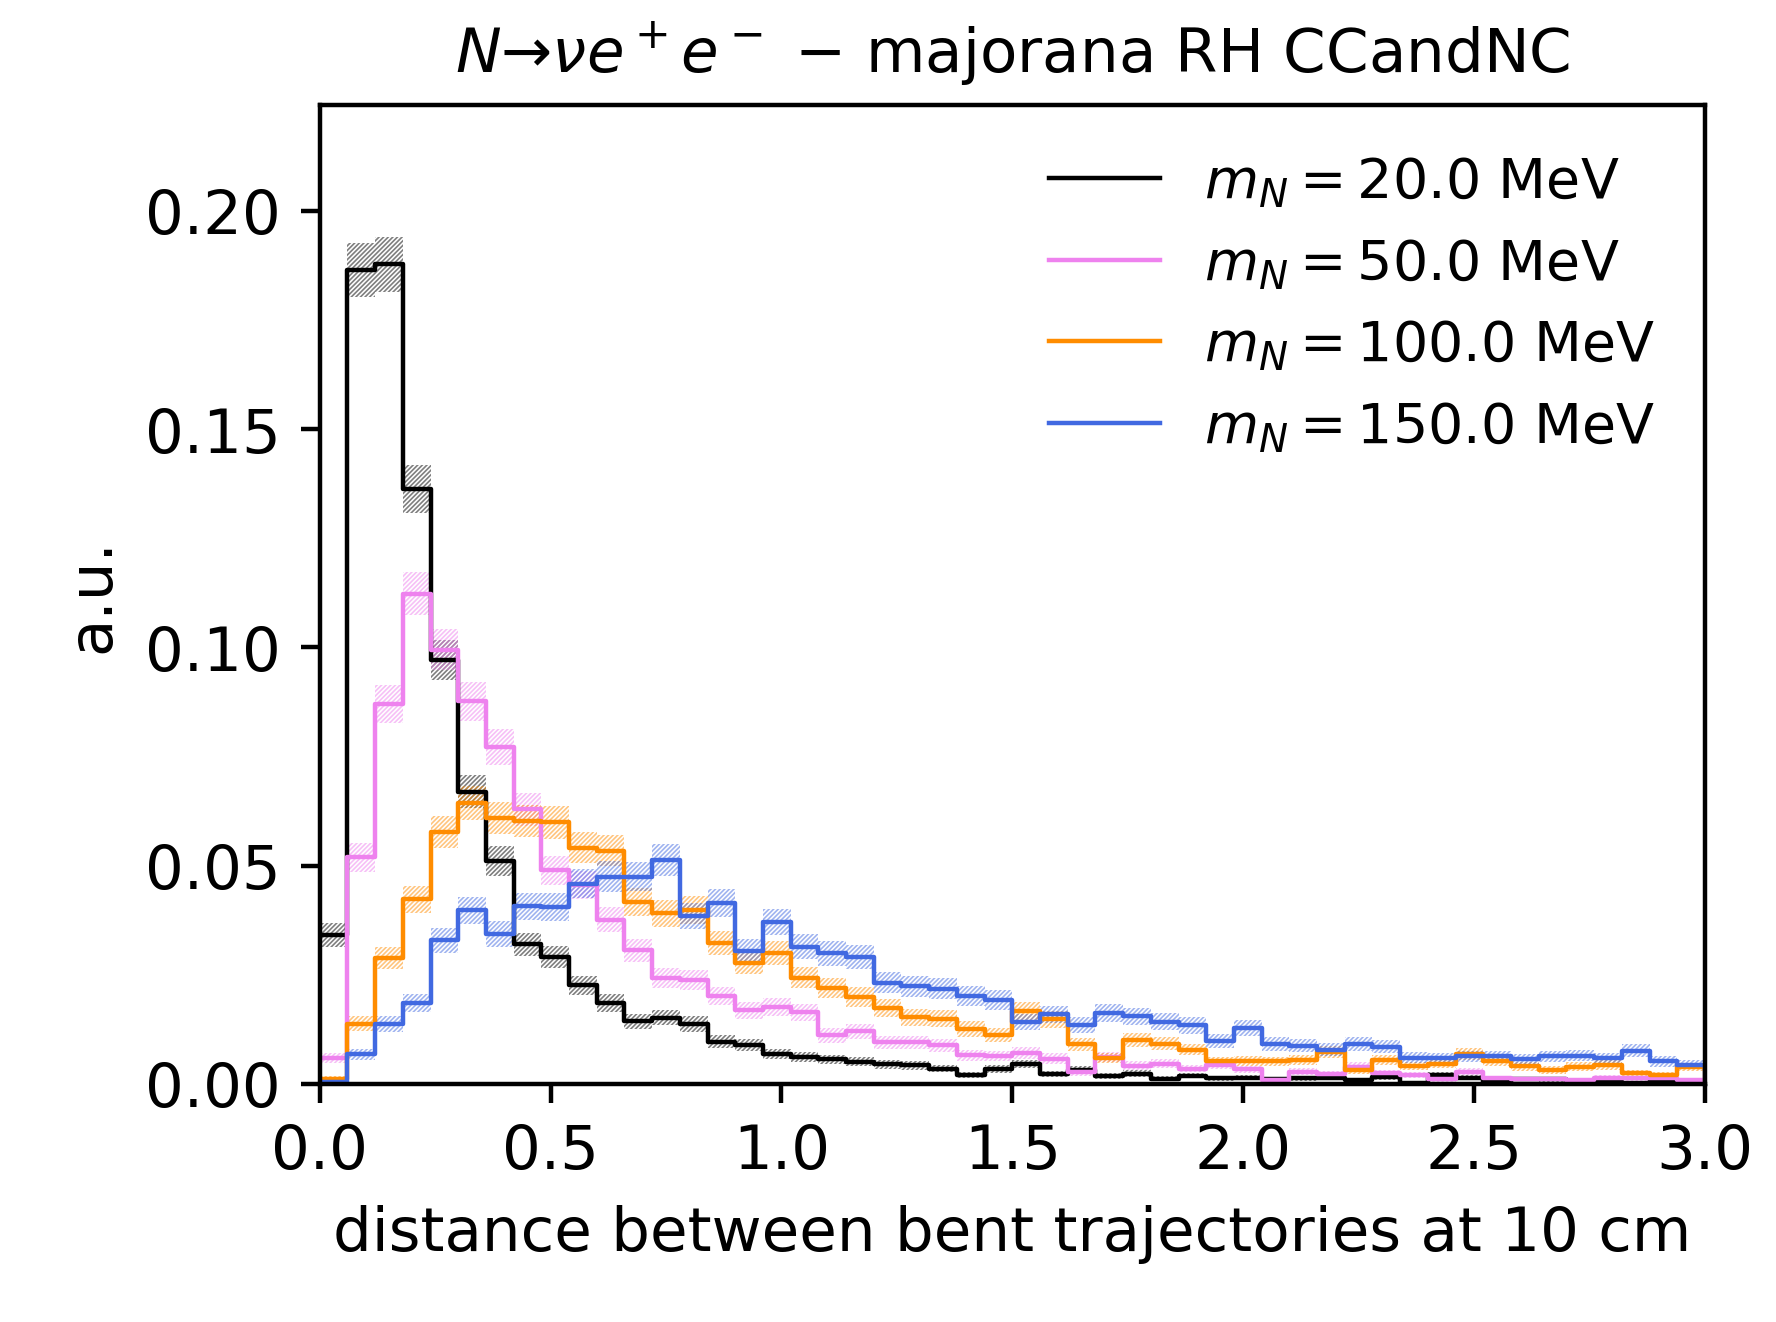 N→νe⁺e⁻ − majorana RH CCandNC
m_N = 20.0 MeV
m_N = 50.0 MeV
m_N = 100.0 MeV
m_N = 150.0 MeV
a.u.
0.20
0.15
0.10
0.05
0.00
0.0 0.5 1.0 1.5 2.0 2.5 3.0
distance between bent trajectories at 10 cm